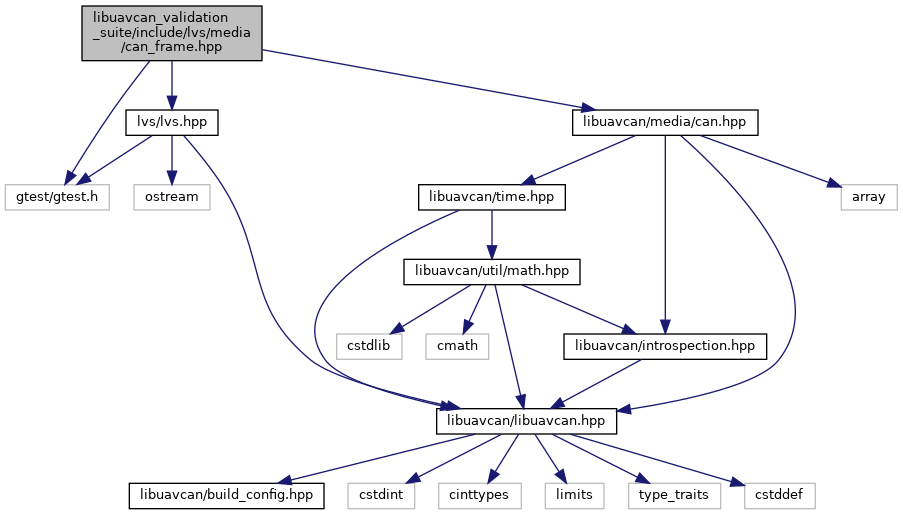 libuavcan_validation
_suite/include/lvs/media
/can_frame.hpp
lvs/lvs.hpp
libuavcan/media/can.hpp
gtest/gtest.h
ostream
libuavcan/time.hpp
array
libuavcan/util/math.hpp
cstdlib
cmath
libuavcan/introspection.hpp
libuavcan/libuavcan.hpp
libuavcan/build_config.hpp
cstdint
cinttypes
limits
type_traits
cstddef